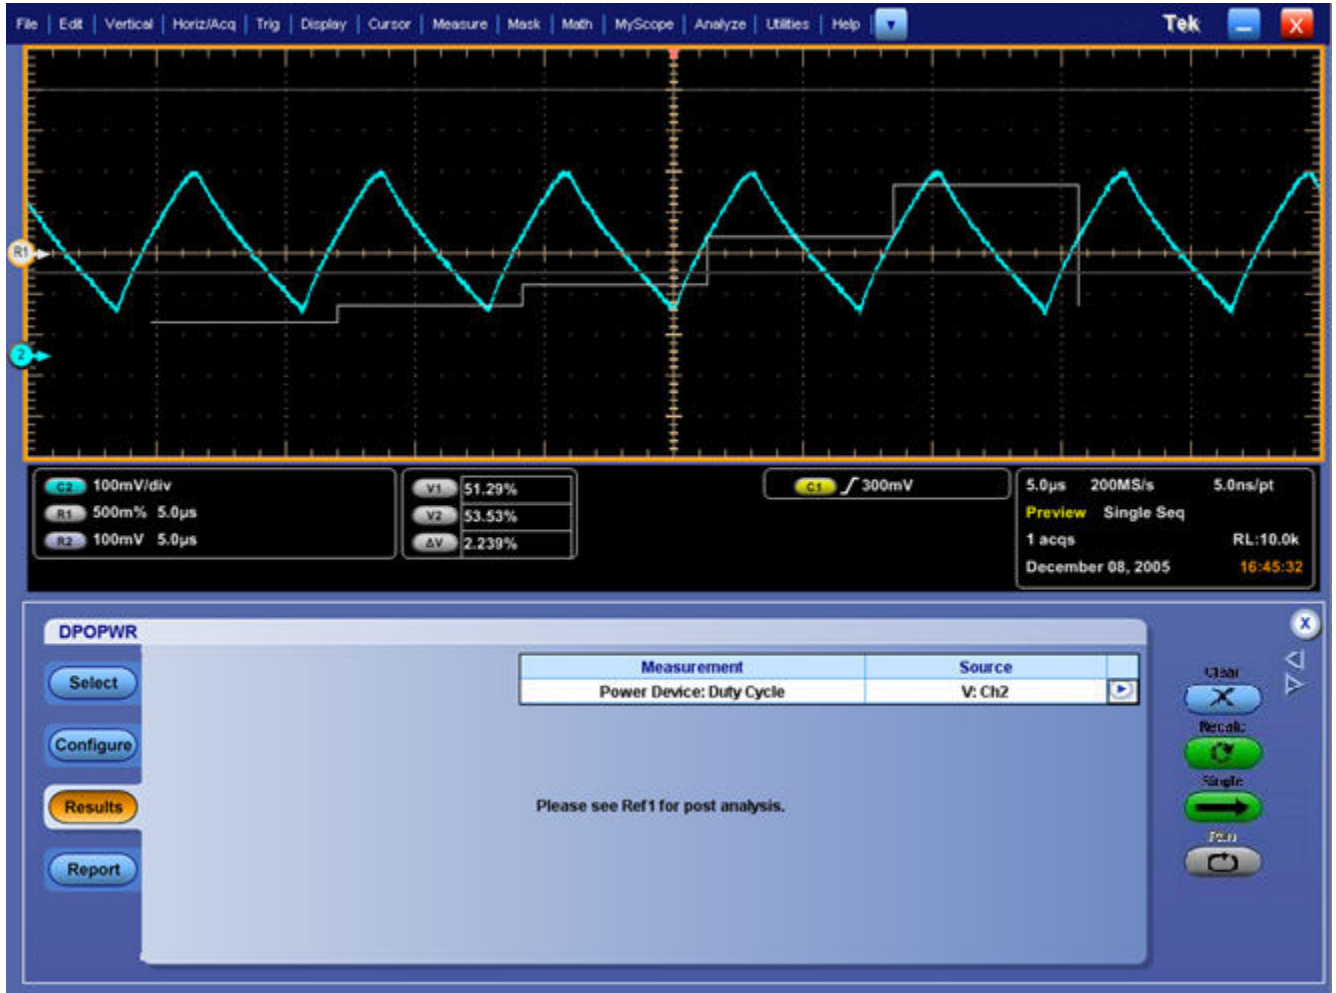 File | Edit | Vertical | Horiz/Acq | Trig | Display | Cursor | Measure | Mask | Math | MyScope | Analyze | Utilities | Help
Tek
X
R1
2
C2 100mV/div
R1 500m% 5.0µs
R2 100mV 5.0µs
V1 51.29%
V2 53.53%
ΔV 2.239%
C1 300mV
5.0µs 200MS/s 5.0ns/pt
Preview Single Seq
1 acqs RL:10.0k
December 08, 2005 16:45:32
DPOPWR
X
Select
Configure
Results
Report
Measurement Source
Power Device: Duty Cycle V: Ch2
Please see Ref1 for post analysis.
Clear
Recalc
Single
Run